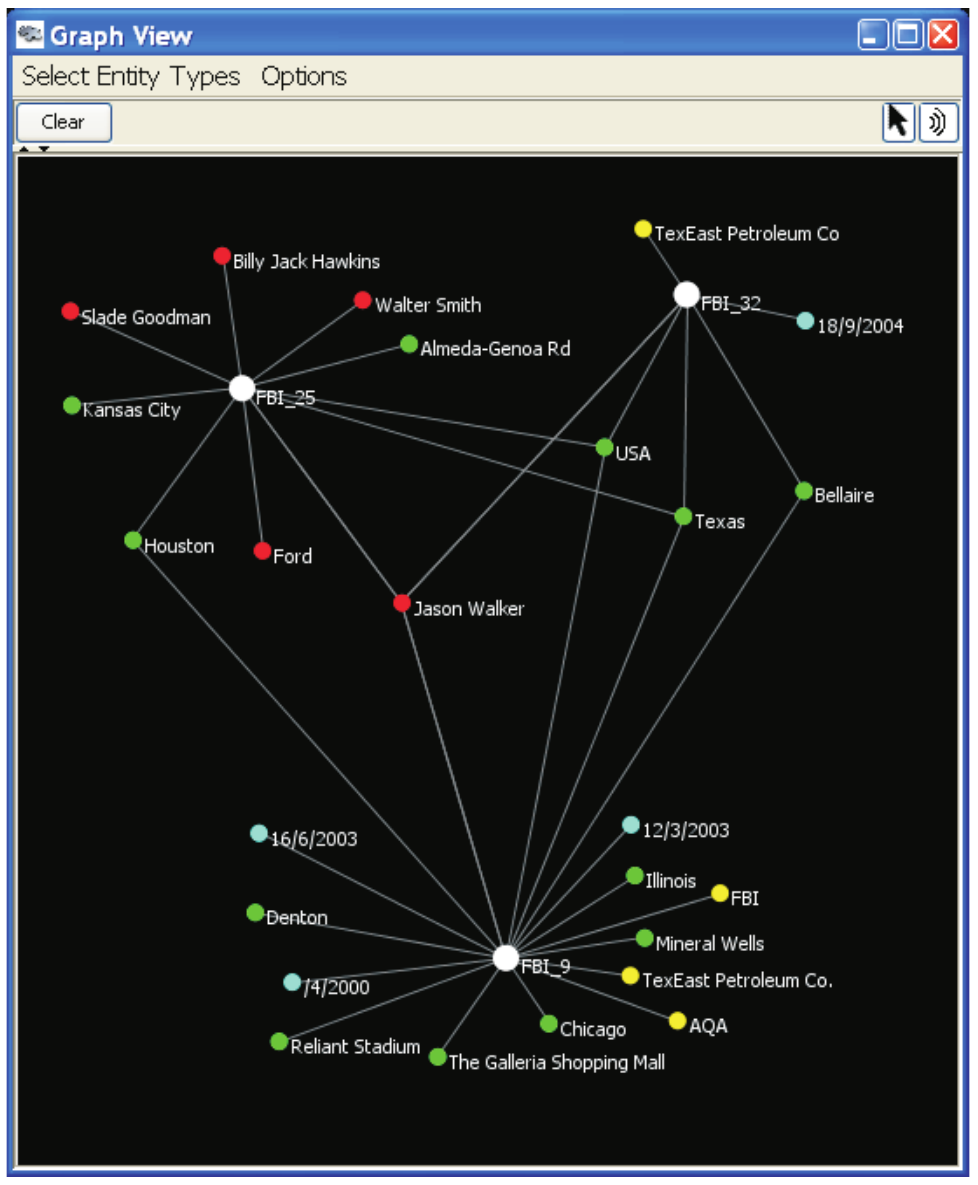 Graph View
Select Entity Types Options
Clear
TexEast Petroleum Co
Billy Jack Hawkins
Walter Smith
FBI_32
Slade Goodman
18/9/2004
Almeda-Genoa Rd
FBI_25
Kansas City
USA
Bellaire
Texas
Houston
Ford
Jason Walker
16/6/2003
12/3/2003
Illinois
FBI
Denton
Mineral Wells
FBI_9
TexEast Petroleum Co.
/4/2000
AQA
Chicago
Reliant Stadium
The Galleria Shopping Mall